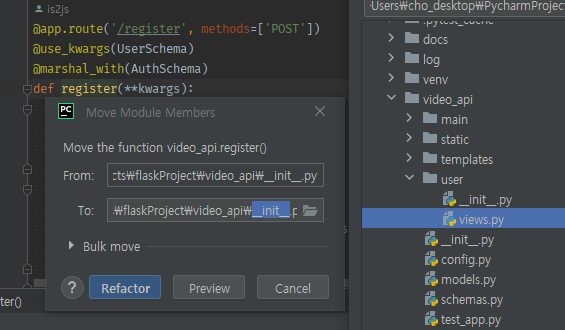 is2js
@app.route('/register', methods=['POST'])
@use_kwargs(UserSchema)
@marshal_with(AuthSchema)
def register(**kwargs):
PC
Move Module Members
Move the function video_api.register()
From:
cts₩flaskProject₩video_api₩__init__.py
To:
₩flaskProject₩video_api₩__init__.p
Bulk move
?
Refactor
Preview
Cancel
ter()
₩Users₩cho_desktop₩PycharmProject
.pytest_cache
docs
log
venv
video_api
main
static
templates
user
__init__.py
views.py
__init__.py
config.py
models.py
schemas.py
test_app.py